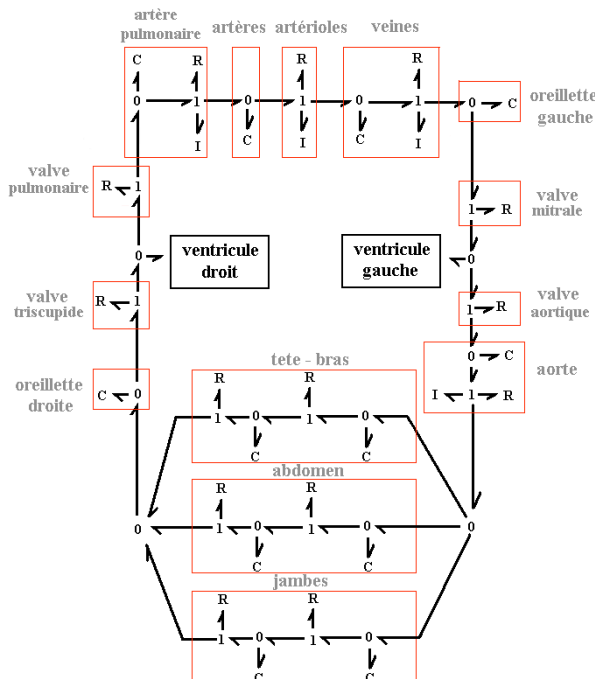 artère
pulmonaire
artères
artérioles
veines
C R R R
0 1 0 1 0 1 0 C
I C I C I
oreillette
gauche
valve
pulmonaire
R 1
valve
mitrale
1 R
0
ventricule
droit
ventricule
gauche
0
valve
triscupide
R 1
valve
aortique
1 R
tete - bras
0 C
aorte
I 1 R
oreillette
droite
C 0
R R
1 0 1 0
C C
abdomen
R R
0 1 0 1 0 0
C C
jambes
R R
1 0 1 0
C C